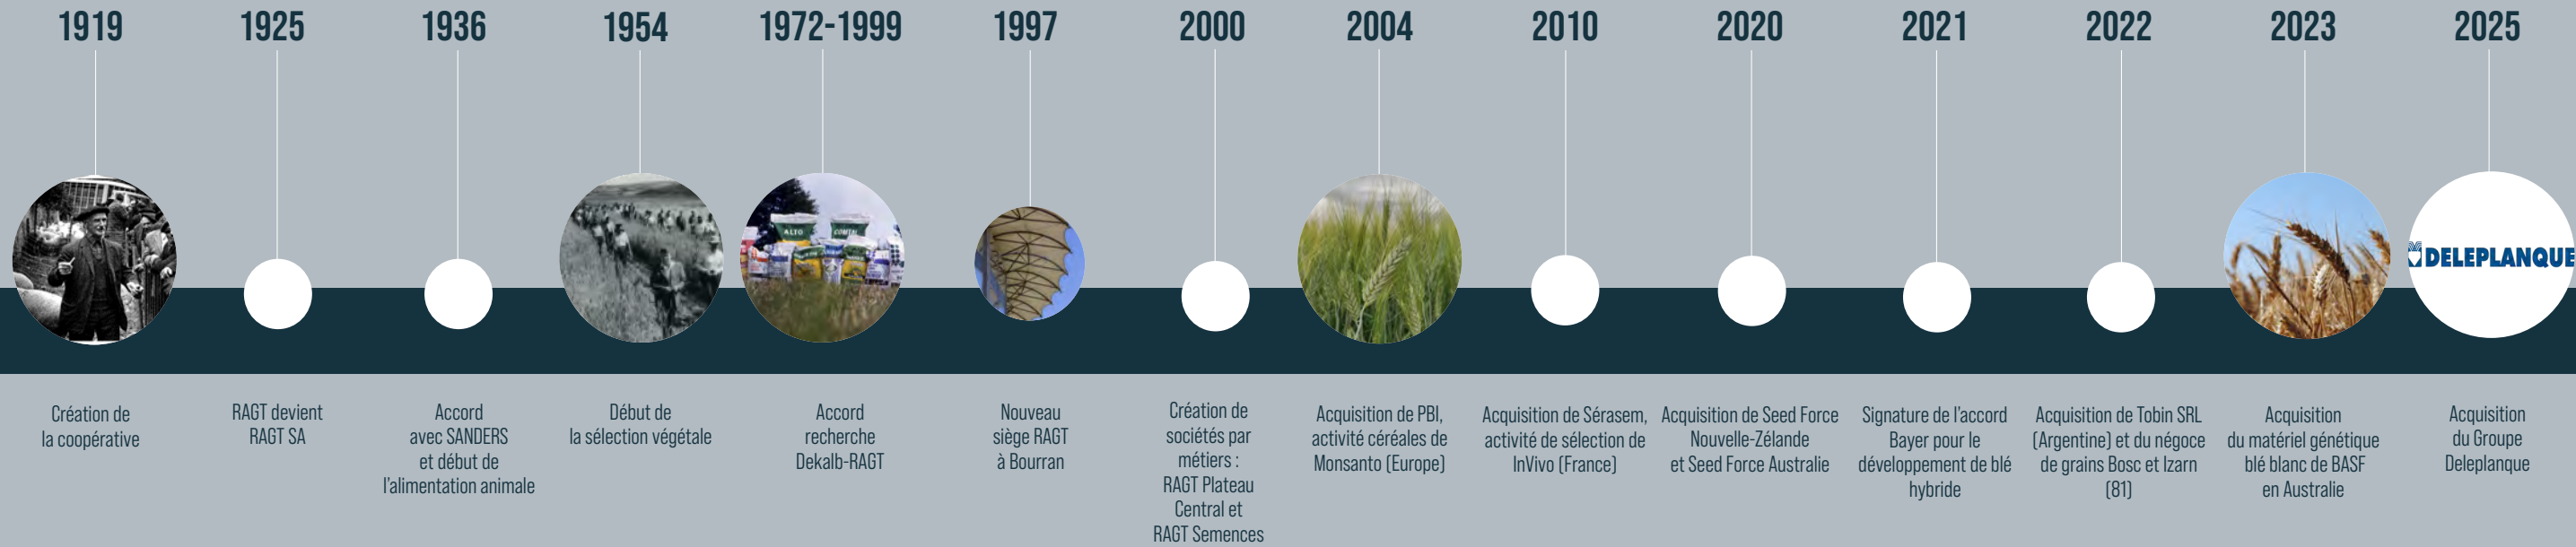 1919
Création de
la coopérative
1925
RAGT devient
RAGT SA
1936
Accord
avec SANDERS
et début de
l'alimentation animale
1954
Début de
la sélection végétale
1972-1999
ALTO
Accord
recherche
Dekalb-RAGT
1997
Nouveau
siège RAGT
à Bourran
2000
Création de
sociétés par
métiers :
RAGT Plateau
Central et
RAGT Semences
2004
Acquisition de PBI,
activité céréales de
Monsanto (Europe)
2010
Acquisition de Sérasem,
activité de sélection de
InVivo (France)
2020
Acquisition de Seed Force
Nouvelle-Zélande
et Seed Force Australie
2021
Signature de l'accord
Bayer pour le
développement de blé
hybride
2022
Acquisition de Tobin SRL
(Argentine) et du négoce
de grains Bosc et Izarn
(81)
2023
Acquisition
du matériel génétique
blé blanc de BASF
en Australie
2025
DELEPLANQUE
Acquisition
du Groupe
Deleplanque